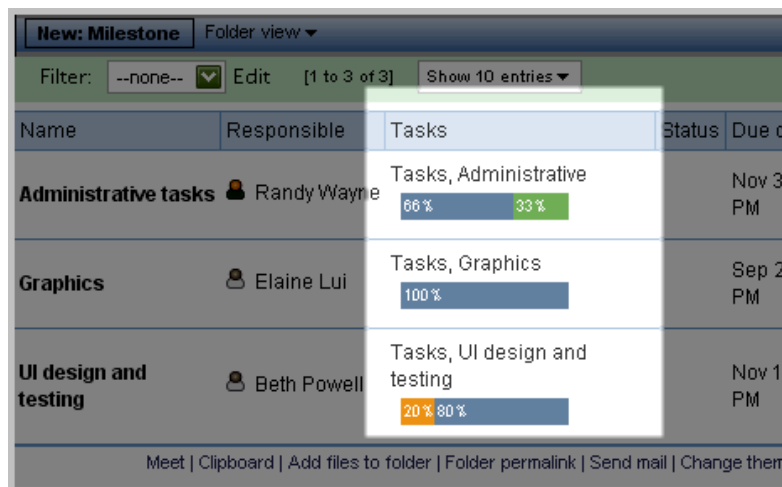 New: Milestone Folder view
Filter: --none-- Edit [1 to 3 of 3] Show 10 entries
Name Responsible Tasks Status Due
Administrative tasks Randy Wayne Tasks, Administrative 66% 33% Nov 3 PM
Graphics Elaine Lui Tasks, Graphics 100% Sep 2 PM
UI design and testing Beth Powell Tasks, UI design and testing 20% 80% Nov 1 PM
Meet | Clipboard | Add files to folder | Folder permalink | Send mail | Change